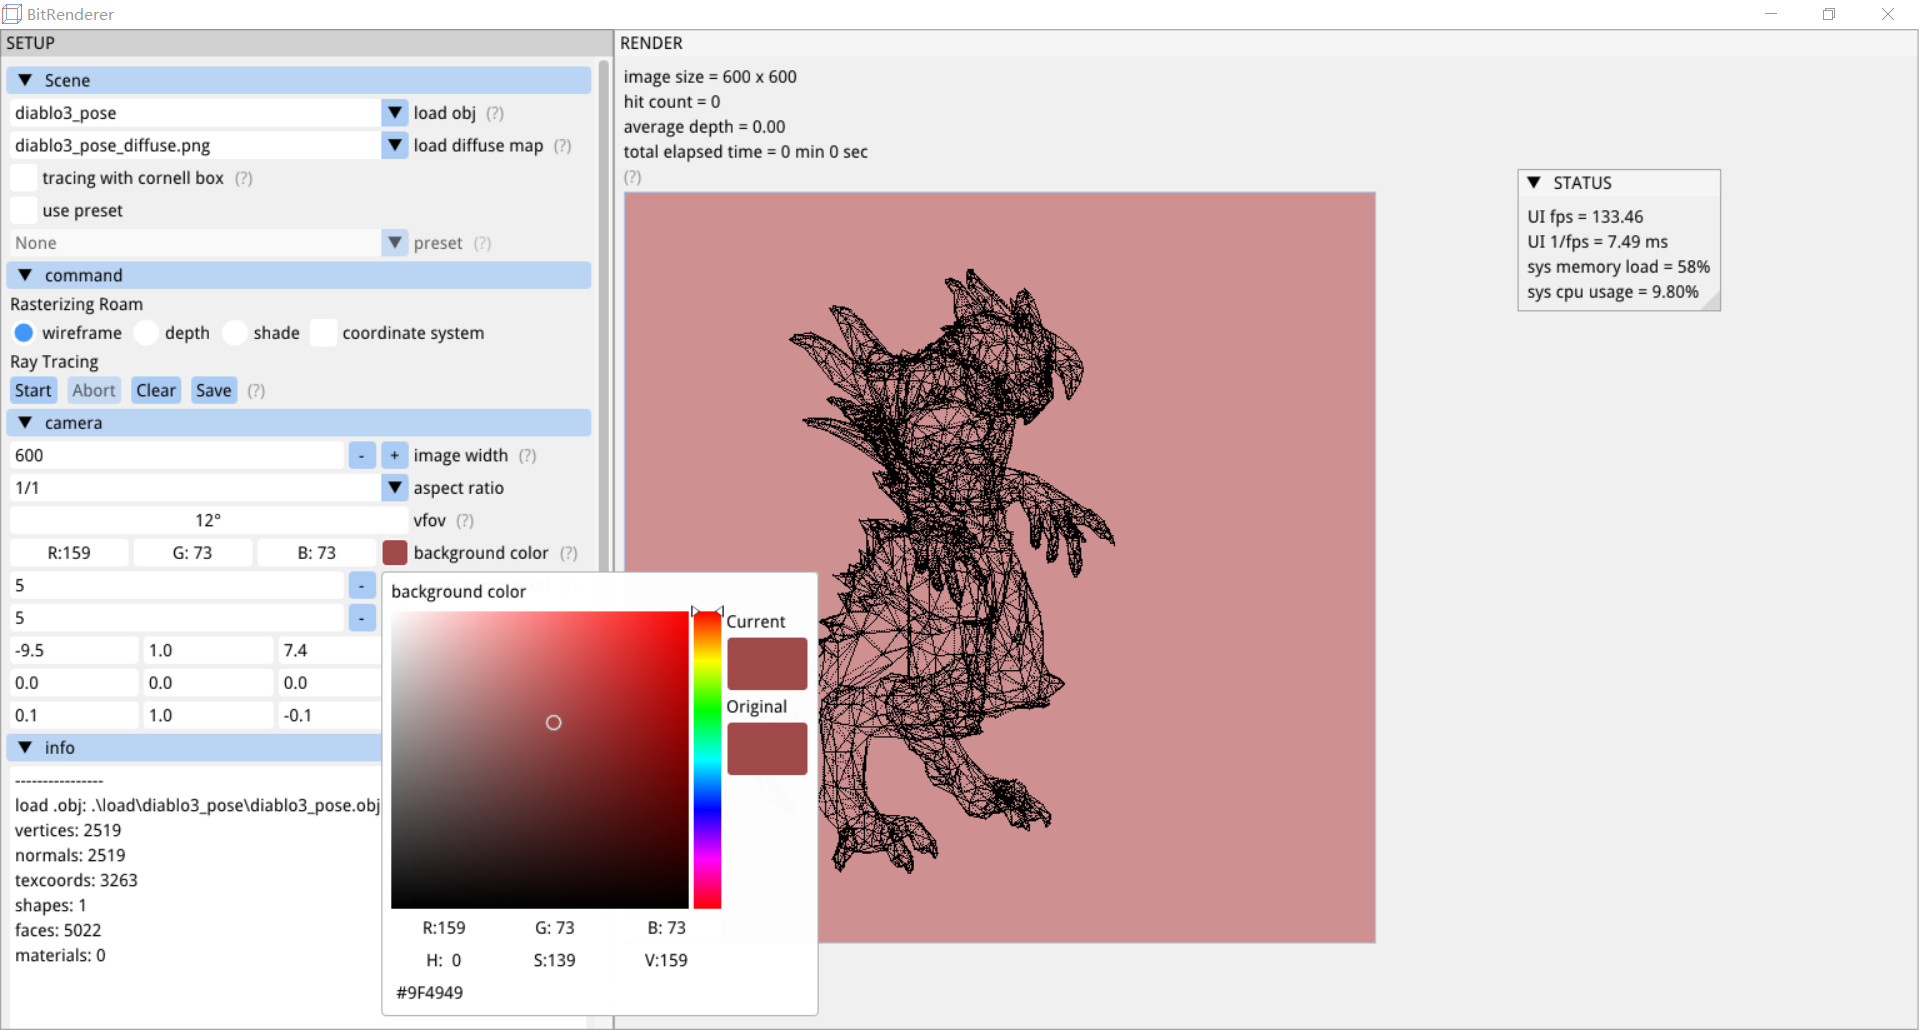 BitRenderer
SETUP
Scene
diablo3_pose load obj (?)
diablo3_pose_diffuse.png load diffuse map (?)
tracing with cornell box (?)
use preset
None preset (?)
command
Rasterizing Roam
wireframe depth shade coordinate system
Ray Tracing
Start Abort Clear Save (?)
camera
600 - + image width (?)
1/1 aspect ratio
12° vfov (?)
R:159 G: 73 B: 73 background color (?)
5 -
5 -
-9.5 1.0 7.4
0.0 0.0 0.0
0.1 1.0 -0.1
info
----------------
load .obj: .\load\diablo3_pose\diablo3_pose.obj
vertices: 2519
normals: 2519
texcoords: 3263
shapes: 1
faces: 5022
materials: 0
background color
Current
Original
R:159 G: 73 B: 73
H: 0 S:139 V:159
#9F4949
RENDER
image size = 600 x 600
hit count = 0
average depth = 0.00
total elapsed time = 0 min 0 sec
(?)
STATUS
UI fps = 133.46
UI 1/fps = 7.49 ms
sys memory load = 58%
sys cpu usage = 9.80%